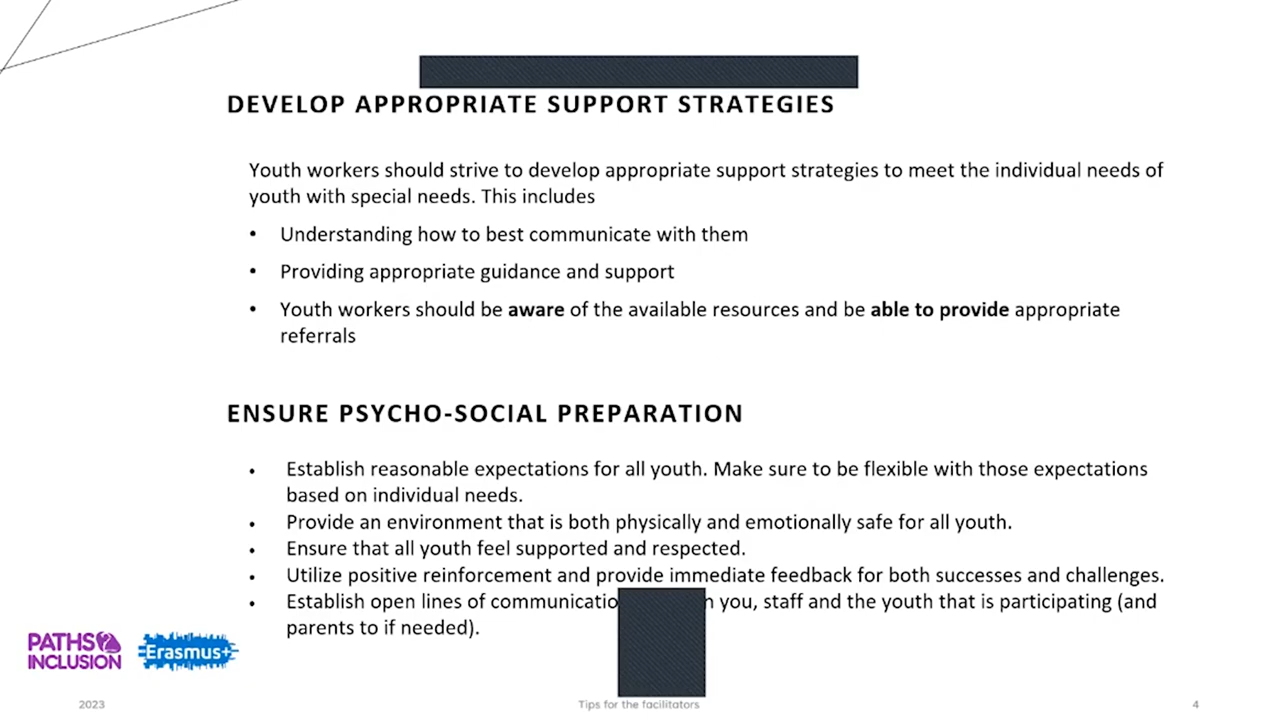 DEVELOP APPROPRIATE SUPPORT STRATEGIES
Youth workers should strive to develop appropriate support strategies to meet the individual needs of
youth with special needs. This includes
• Understanding how to best communicate with them
• Providing appropriate guidance and support
• Youth workers should be aware of the available resources and be able to provide appropriate
referrals
ENSURE PSYCHO-SOCIAL PREPARATION
• Establish reasonable expectations for all youth. Make sure to be flexible with those expectations
based on individual needs.
• Provide an environment that is both physically and emotionally safe for all youth.
• Ensure that all youth feel supported and respected.
• Utilize positive reinforcement and provide immediate feedback for both successes and challenges.
• Establish open lines of you, staff and the youth that is participating (and
parents to if needed).
PATHS2
INCLUSION
Erasmus+
2023
Tips for the facilitators
4